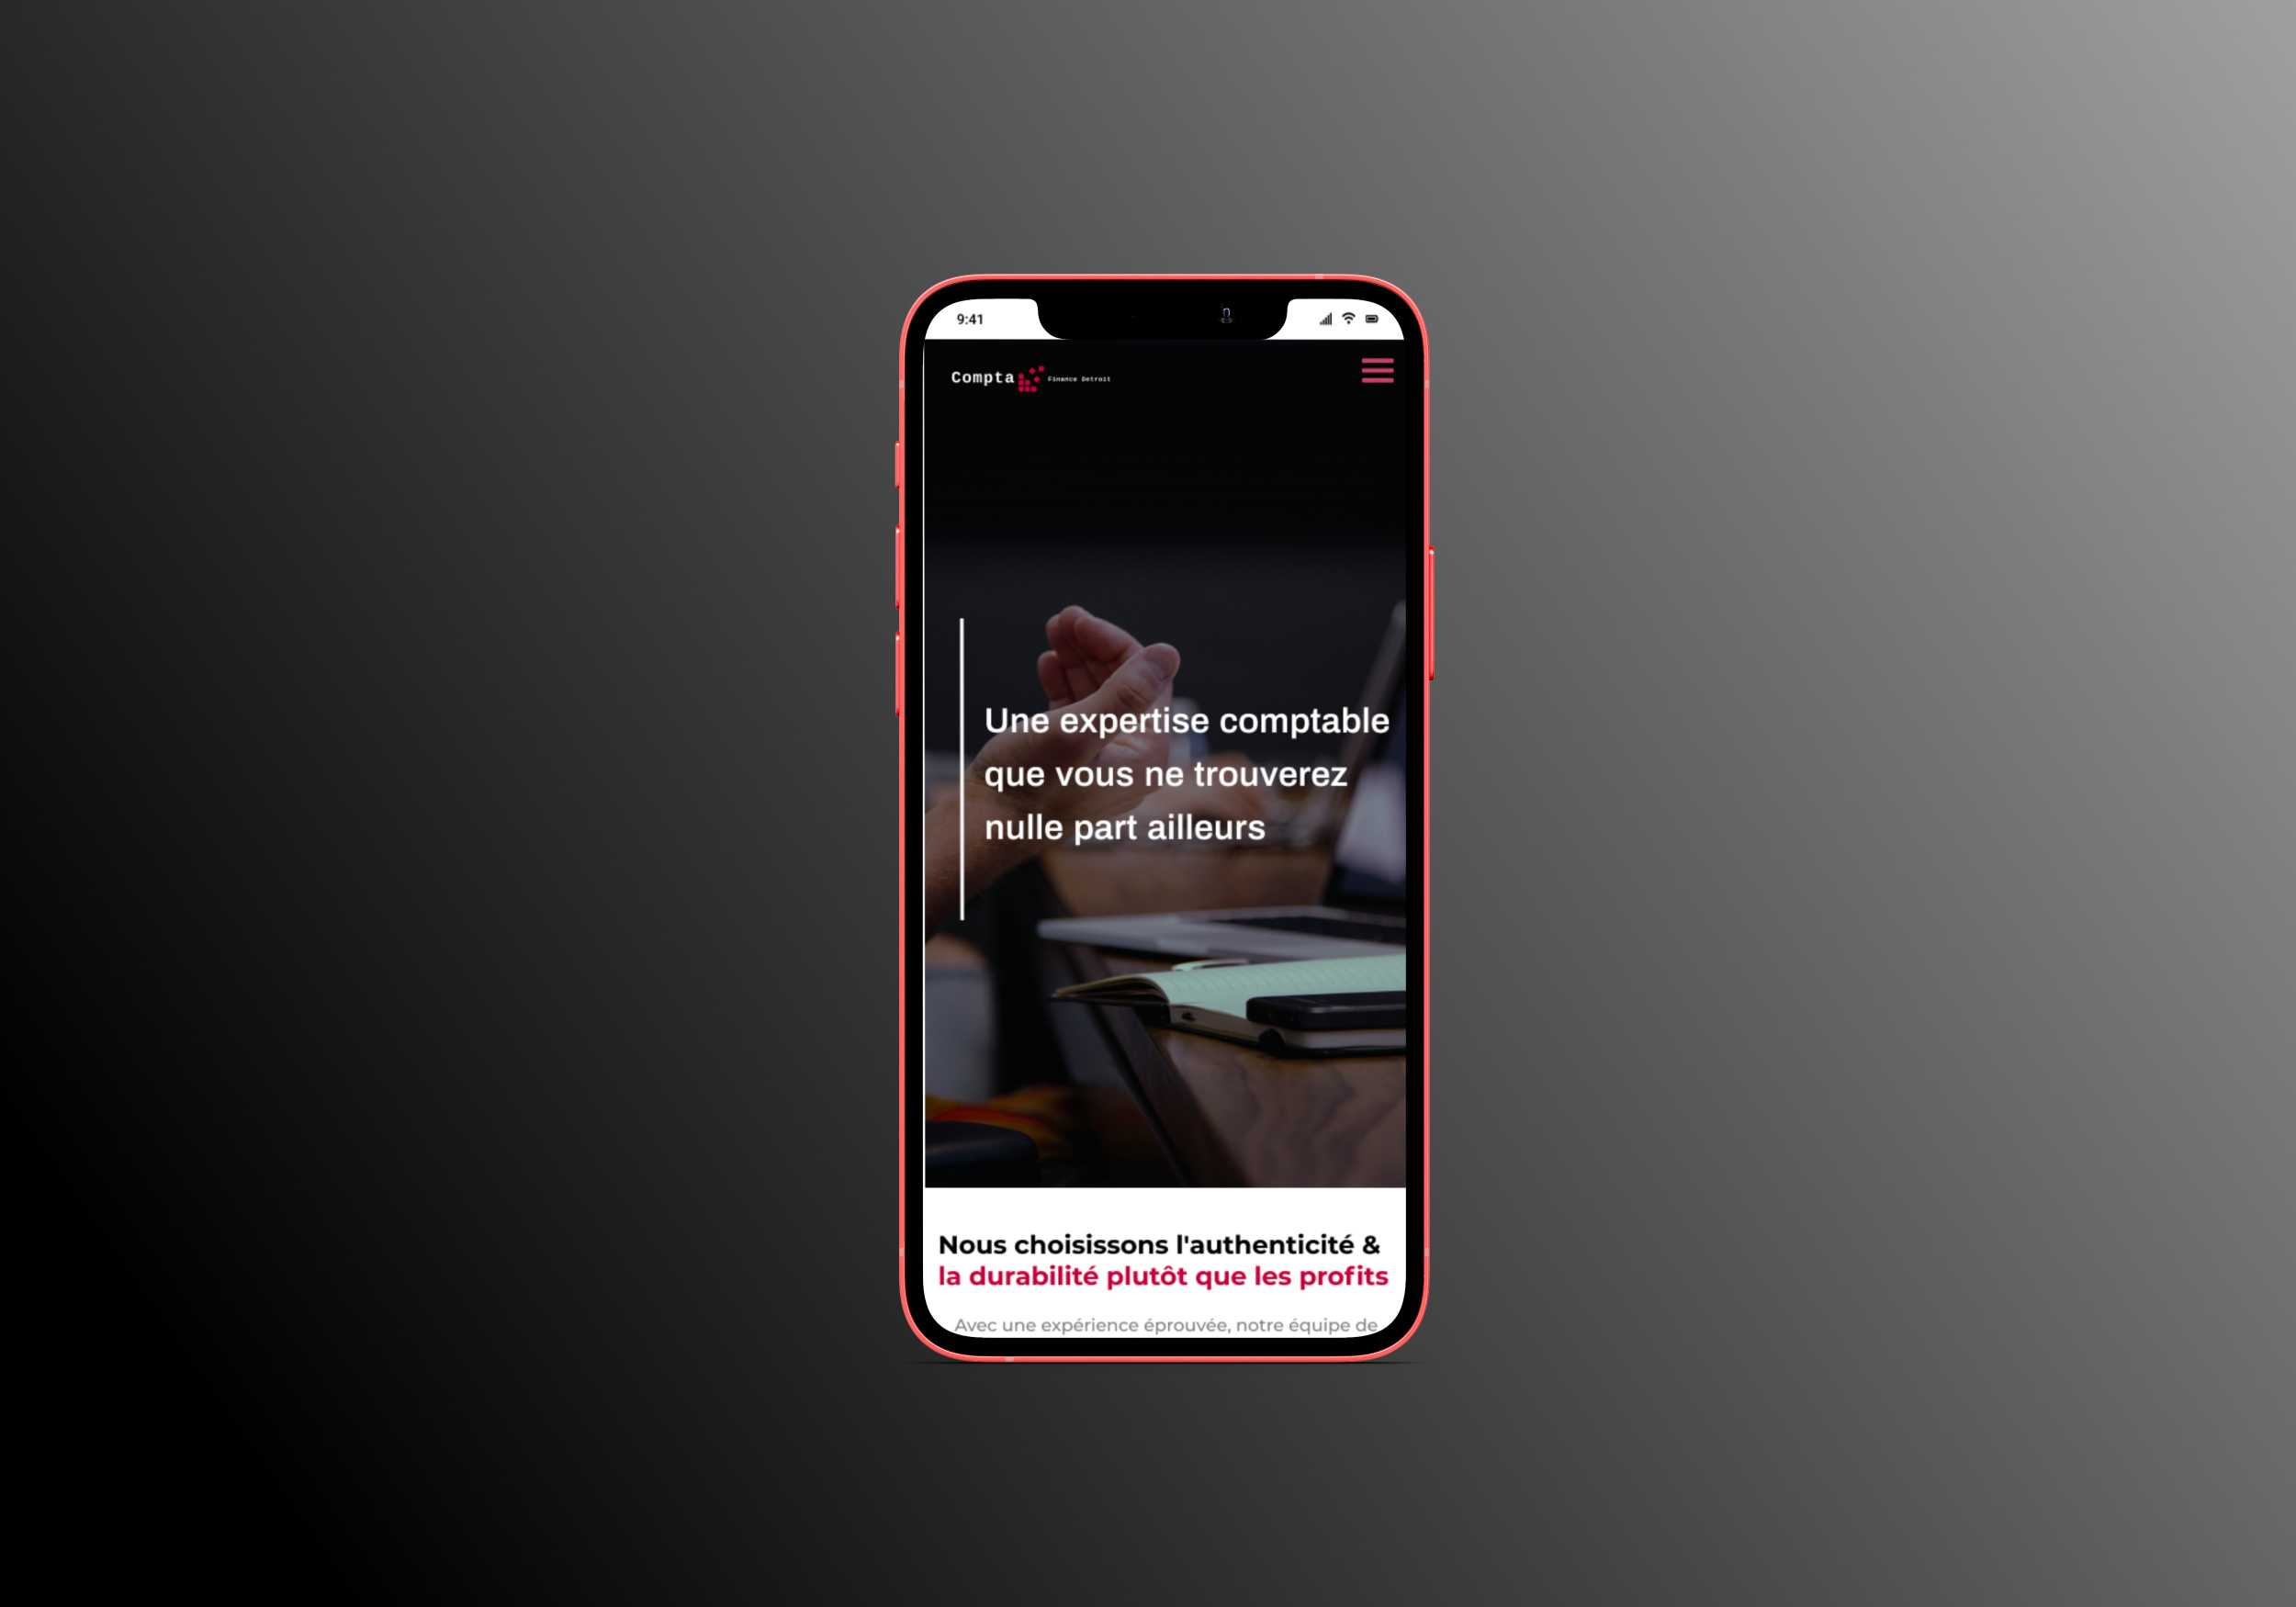 9:41
Compta Finance Detroit
Une expertise comptable
que vous ne trouverez
nulle part ailleurs
Nous choisissons l'authenticité &
la durabilité plutôt que les profits
Avec une expérience éprouvée, notre équipe de